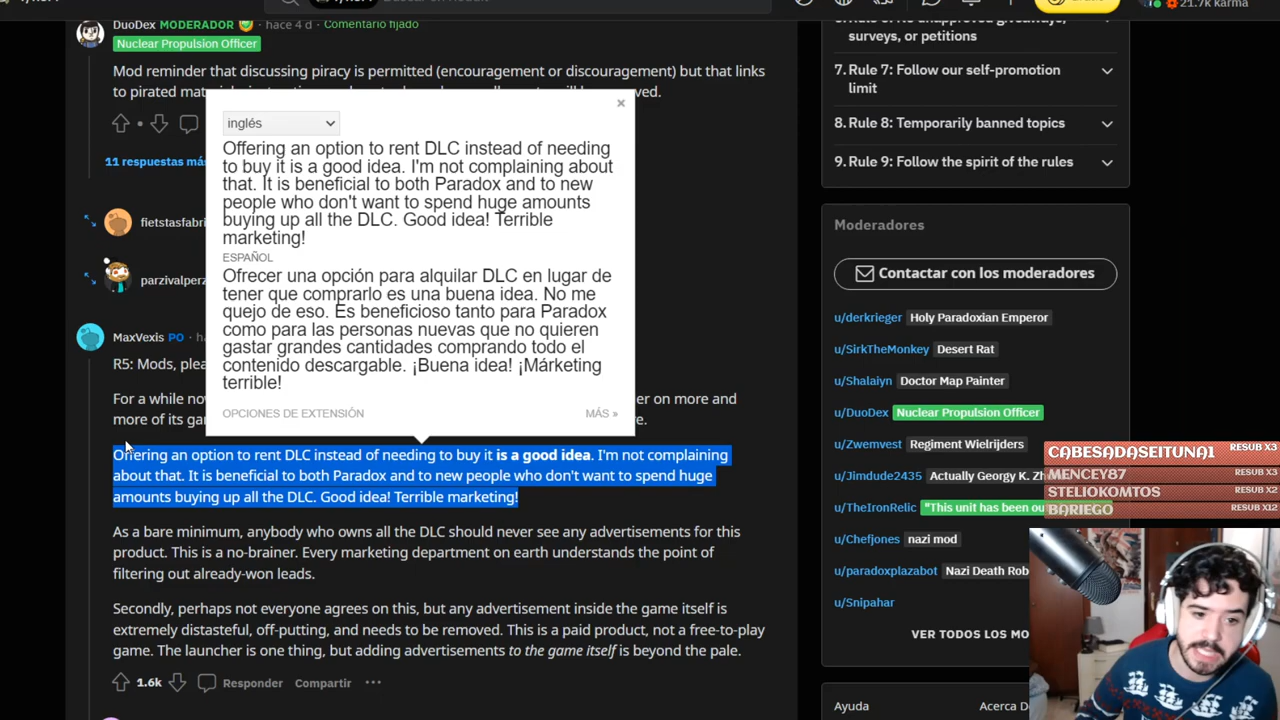 DuoDex MODERADOR hace 4 d · Comentario fijado
Nuclear Propulsion Officer
Mod reminder that discussing piracy is permitted (encouragement or discouragement) but that links
11 respuestas más
fietstasfabri
parzivalperz
MaxVexis PO
R5: Mods, plea
For a while no
er on more and
more of its ga
e.
×
inglés
Offering an option to rent DLC instead of needing
to buy it is a good idea. I'm not complaining about
that. It is beneficial to both Paradox and to new
people who don't want to spend huge amounts
buying up all the DLC. Good idea! Terrible
marketing!
ESPAÑOL
Ofrecer una opción para alquilar DLC en lugar de
tener que comprarlo es una buena idea. No me
quejo de eso. Es beneficioso tanto para Paradox
como para las personas nuevas que no quieren
gastar grandes cantidades comprando todo el
contenido descargable. ¡Buena idea! ¡Márketing
terrible!
OPCIONES DE EXTENSIÓN
MÁS »
Offering an option to rent DLC instead of needing to buy it is a good idea. I'm not complaining
about that. It is beneficial to both Paradox and to new people who don't want to spend huge
amounts buying up all the DLC. Good idea! Terrible marketing!
As a bare minimum, anybody who owns all the DLC should never see any advertisements for this
product. This is a no-brainer. Every marketing department on earth understands the point of
filtering out already-won leads.
Secondly, perhaps not everyone agrees on this, but any advertisement inside the game itself is
extremely distasteful, off-putting, and needs to be removed. This is a paid product, not a free-to-play
game. The launcher is one thing, but adding advertisements to the game itself is beyond the pale.
1.6k Responder Compartir ...
21.7k karma
surveys, or petitions
7. Rule 7: Follow our self-promotion
limit
8. Rule 8: Temporarily banned topics
9. Rule 9: Follow the spirit of the rules
Moderadores
Contactar con los moderadores
u/derkrieger Holy Paradoxian Emperor
u/SirkTheMonkey Desert Rat
u/Shalaiyn Doctor Map Painter
u/DuoDex Nuclear Propulsion Officer
u/Zwemvest Regiment Wielrijders
u/Jimdude2435 Actually Georgy K. Zh
u/TheIronRelic "This unit has been ou
u/Chefjones nazi mod
u/paradoxplazabot Nazi Death Rob
u/Snipahar
VER TODOS LOS MO
Ayuda
Acerca De
CABESADASEITUNA1 RESUB X3
MENCEY87 RESUB X3
STELIOKOMTOS RESUB X2
BARIEGO RESUB X12